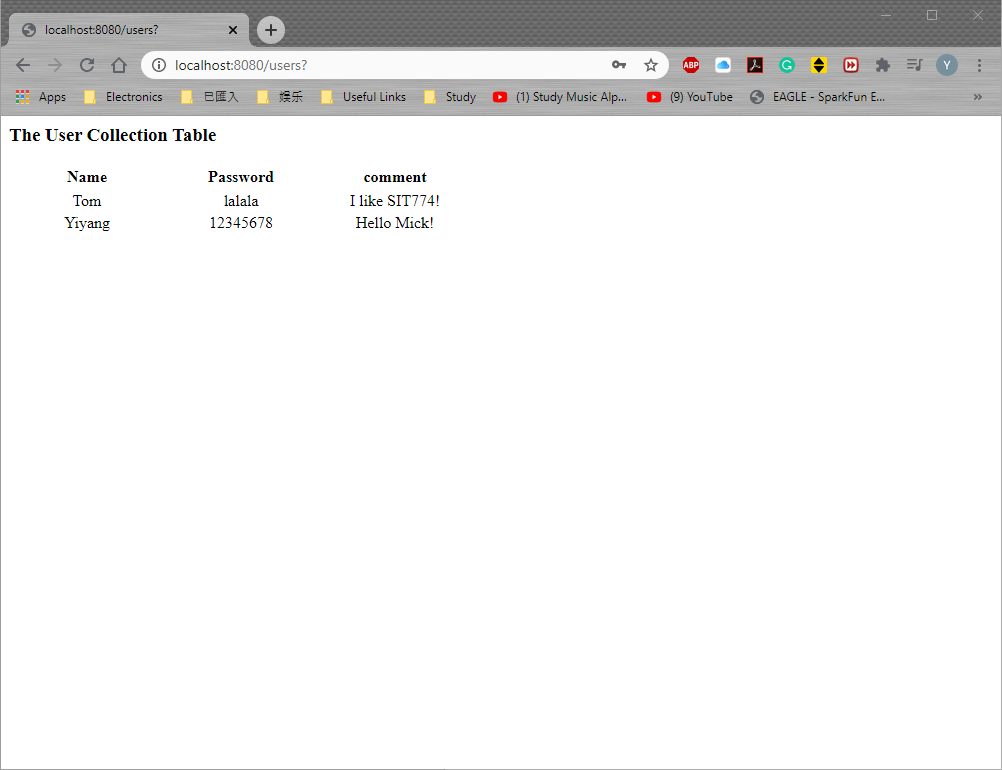 localhost:8080/users?
localhost:8080/users?
ABP
Y
Apps Electronics 已匯入 娱乐 Useful Links Study (1) Study Music Alp... (9) YouTube EAGLE - SparkFun E... »
The User Collection Table
Name Password comment
Tom lalala I like SIT774!
Yiyang 12345678 Hello Mick!